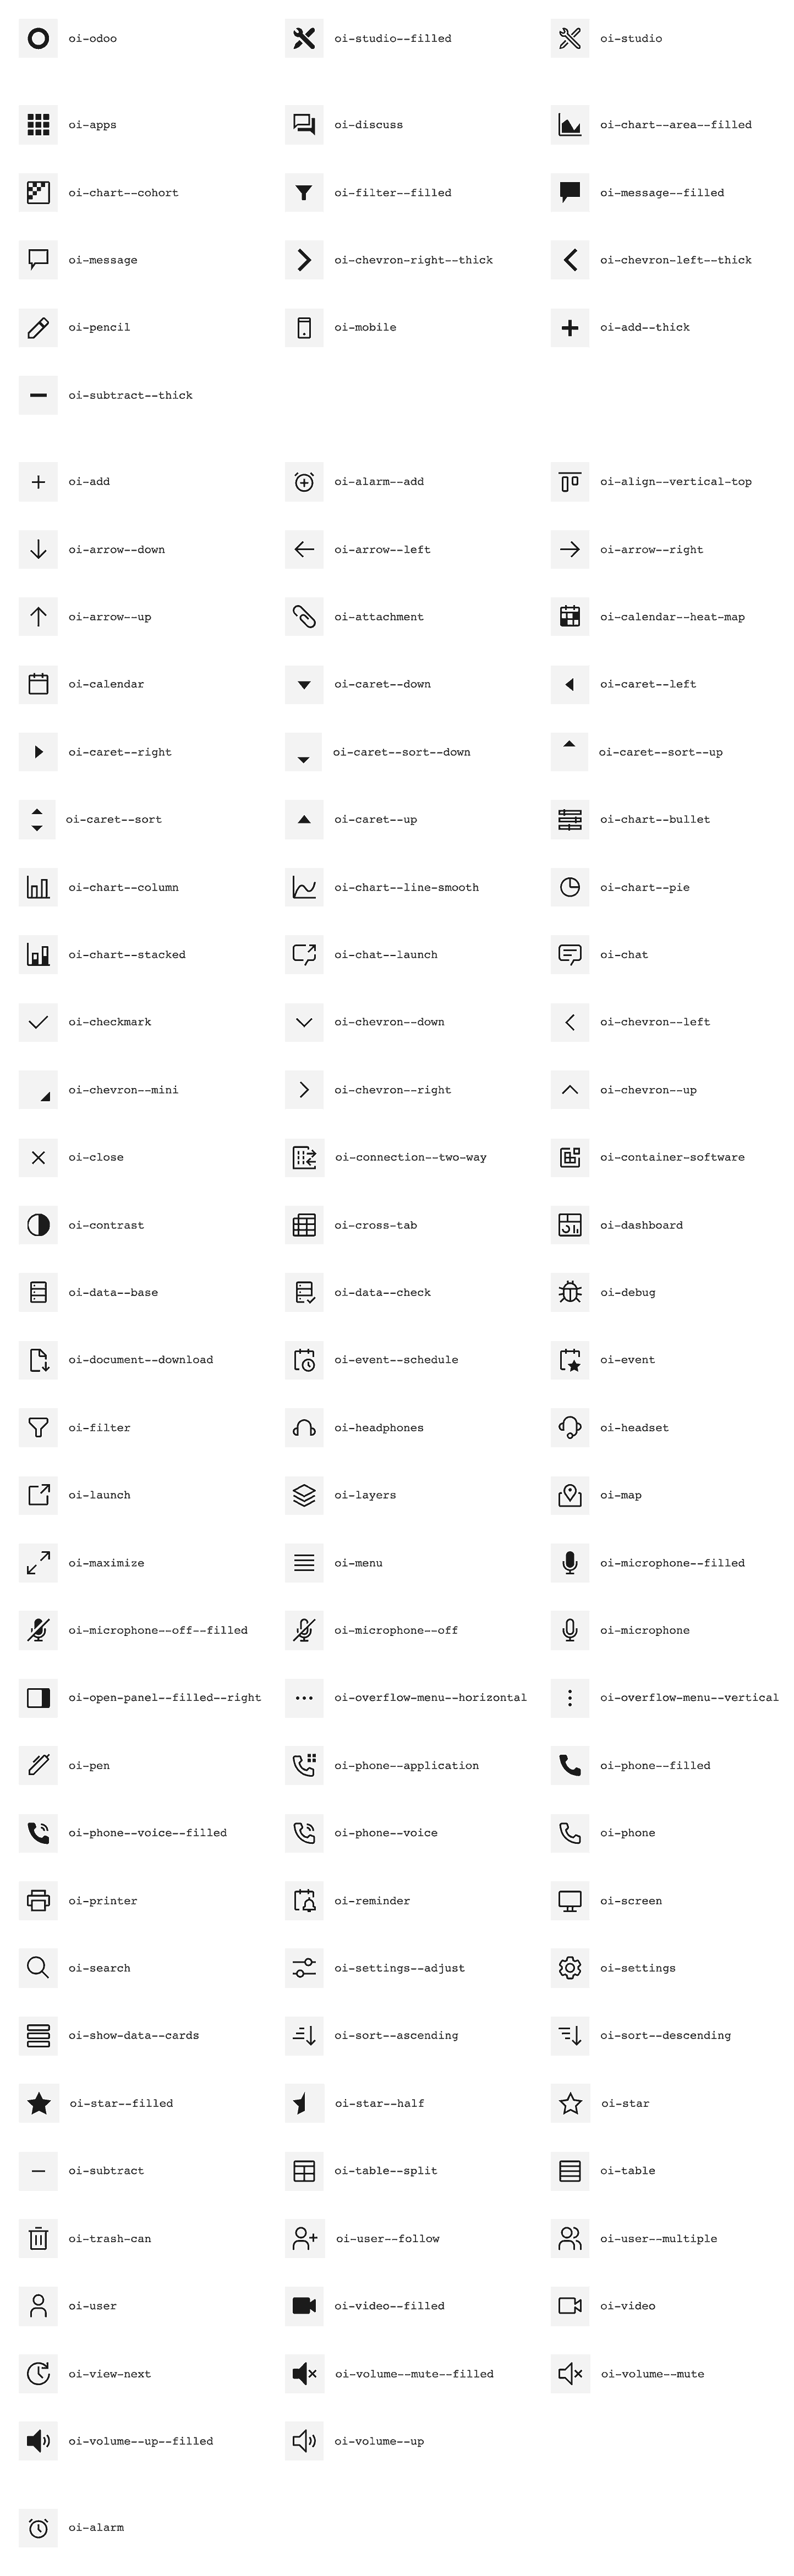 oi-odoo
oi-studio--filled
oi-studio
oi-apps
oi-discuss
oi-chart--area--filled
oi-chart--cohort
oi-filter--filled
oi-message--filled
oi-message
oi-chevron-right--thick
oi-chevron-left--thick
oi-pencil
oi-mobile
oi-add--thick
oi-subtract--thick
oi-add
oi-alarm--add
oi-align--vertical-top
oi-arrow--down
oi-arrow--left
oi-arrow--right
oi-arrow--up
oi-attachment
oi-calendar--heat-map
oi-calendar
oi-caret--down
oi-caret--left
oi-caret--right
oi-caret--sort--down
oi-caret--sort--up
oi-caret--sort
oi-caret--up
oi-chart--bullet
oi-chart--column
oi-chart--line-smooth
oi-chart--pie
oi-chart--stacked
oi-chat--launch
oi-chat
oi-checkmark
oi-chevron--down
oi-chevron--left
oi-chevron--mini
oi-chevron--right
oi-chevron--up
oi-close
oi-connection--two-way
oi-container-software
oi-contrast
oi-cross-tab
oi-dashboard
oi-data--base
oi-data--check
oi-debug
oi-document--download
oi-event--schedule
oi-event
oi-filter
oi-headphones
oi-headset
oi-launch
oi-layers
oi-map
oi-maximize
oi-menu
oi-microphone--filled
oi-microphone--off--filled
oi-microphone--off
oi-microphone
oi-open-panel--filled--right
oi-overflow-menu--horizontal
oi-overflow-menu--vertical
oi-pen
oi-phone--application
oi-phone--filled
oi-phone--voice--filled
oi-phone--voice
oi-phone
oi-printer
oi-reminder
oi-screen
oi-search
oi-settings--adjust
oi-settings
oi-show-data--cards
oi-sort--ascending
oi-sort--descending
oi-star--filled
oi-star--half
oi-star
oi-subtract
oi-table--split
oi-table
oi-trash-can
oi-user--follow
oi-user--multiple
oi-user
oi-video--filled
oi-video
oi-view-next
oi-volume--mute--filled
oi-volume--mute
oi-volume--up--filled
oi-volume--up
oi-alarm